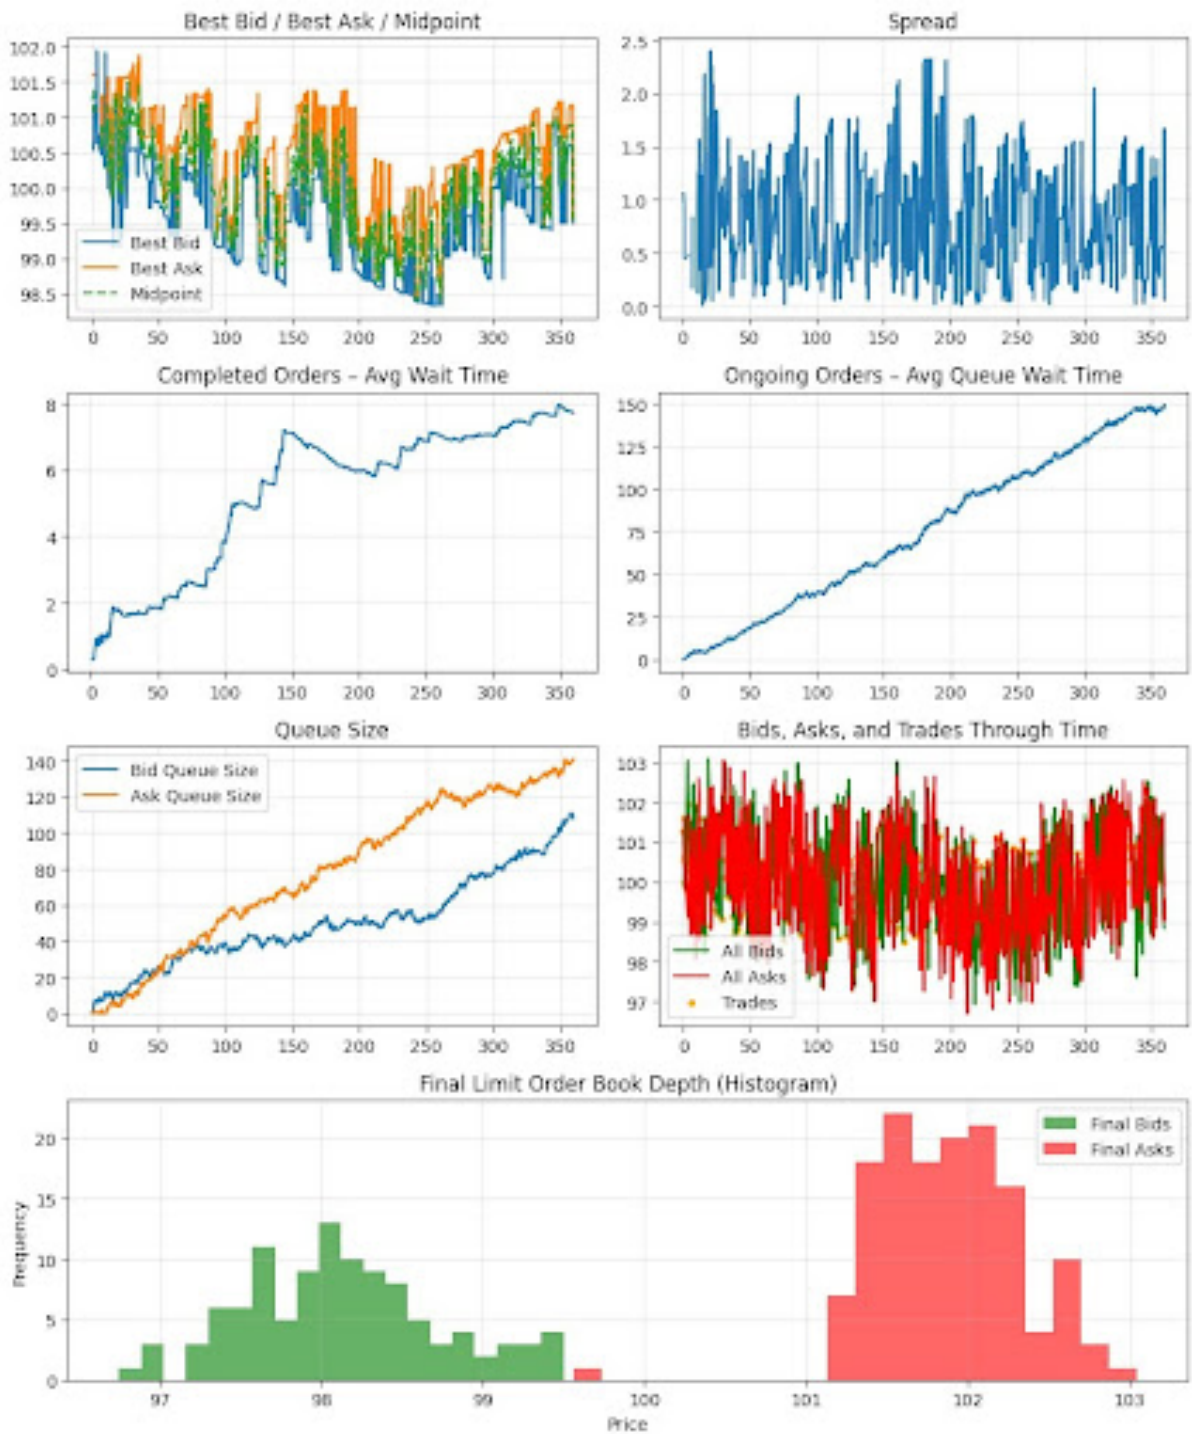 Best Bid / Best Ask / Midpoint
102.0
101.5
101.0
100.5
100.0
99.5
99.0
98.5
Best Bid
Best Ask
Midpoint
0 50 100 150 200 250 300 350
Spread
2.5
2.0
1.5
1.0
0.5
0.0
0 50 100 150 200 250 300 350
Completed Orders – Avg Wait Time
8
6
4
2
0
0 50 100 150 200 250 300 350
Ongoing Orders – Avg Queue Wait Time
150
125
100
75
50
25
0
0 50 100 150 200 250 300 350
Queue Size
140
120
100
80
60
40
20
0
Bid Queue Size
Ask Queue Size
0 50 100 150 200 250 300 350
Bids, Asks, and Trades Through Time
103
102
101
100
99
98
97
All Bids
All Asks
Trades
0 50 100 150 200 250 300 350
Final Limit Order Book Depth (Histogram)
Frequency
20
15
10
5
0
Final Bids
Final Asks
97 98 99 100 101 102 103
Price